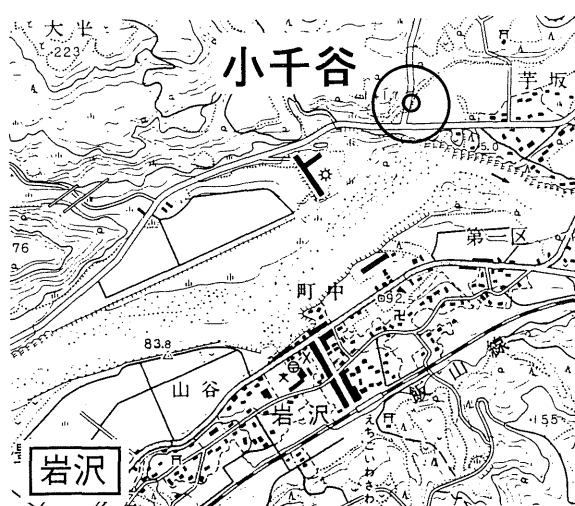 大平
223
小千谷
芋坂
5.0
76
第二区
町中
92
83.8
山谷
岩沢
飯山線
155
えちごいわさわ
岩沢